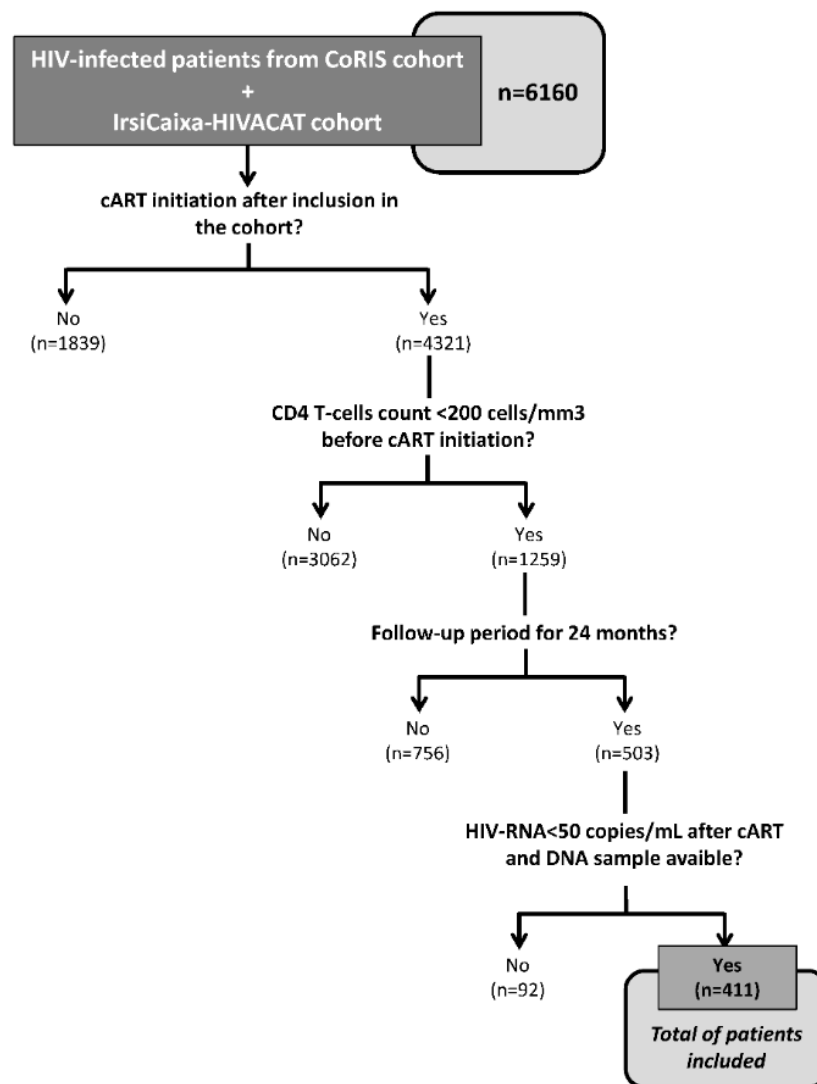 HIV-infected patients from CoRIS cohort
+
IrsiCaixa-HIVACAT cohort
n=6160
cART initiation after inclusion in
the cohort?
No
(n=1839)
Yes
(n=4321)
CD4 T-cells count <200 cells/mm3
before cART initiation?
No
(n=3062)
Yes
(n=1259)
Follow-up period for 24 months?
No
(n=756)
Yes
(n=503)
HIV-RNA<50 copies/mL after cART
and DNA sample avaible?
No
(n=92)
Yes
(n=411)
Total of patients
included